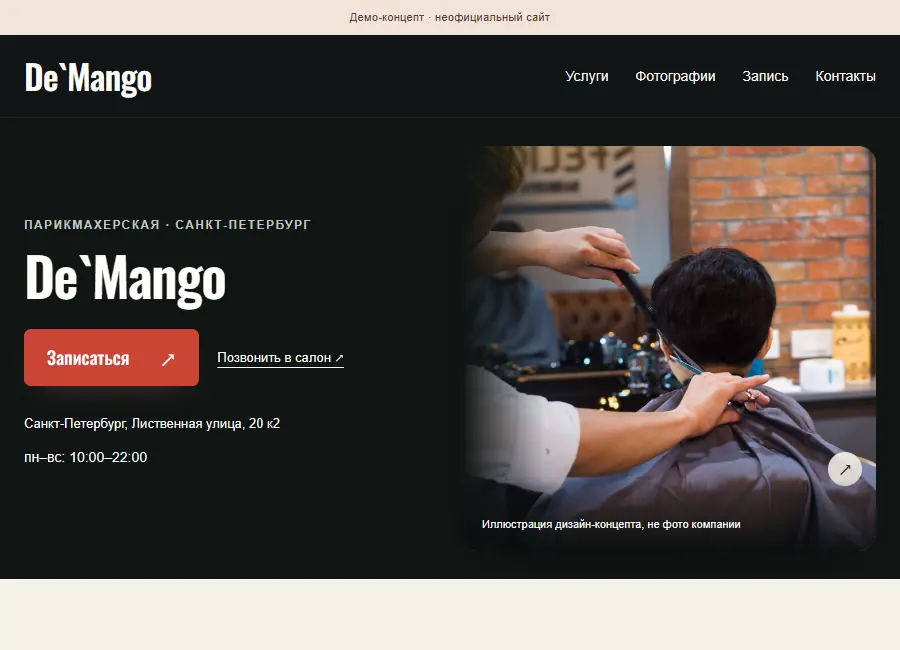 Демо-концепт · неофициальный сайт
De`Mango
Услуги
Фотографии
Запись
Контакты
ПАРИКМАХЕРСКАЯ · САНКТ-ПЕТЕРБУРГ
De`Mango
Записаться ↗
Позвонить в салон ↗
Санкт-Петербург, Лиственная улица, 20 к2
пн–вс: 10:00–22:00
↗
Иллюстрация дизайн-концепта, не фото компании